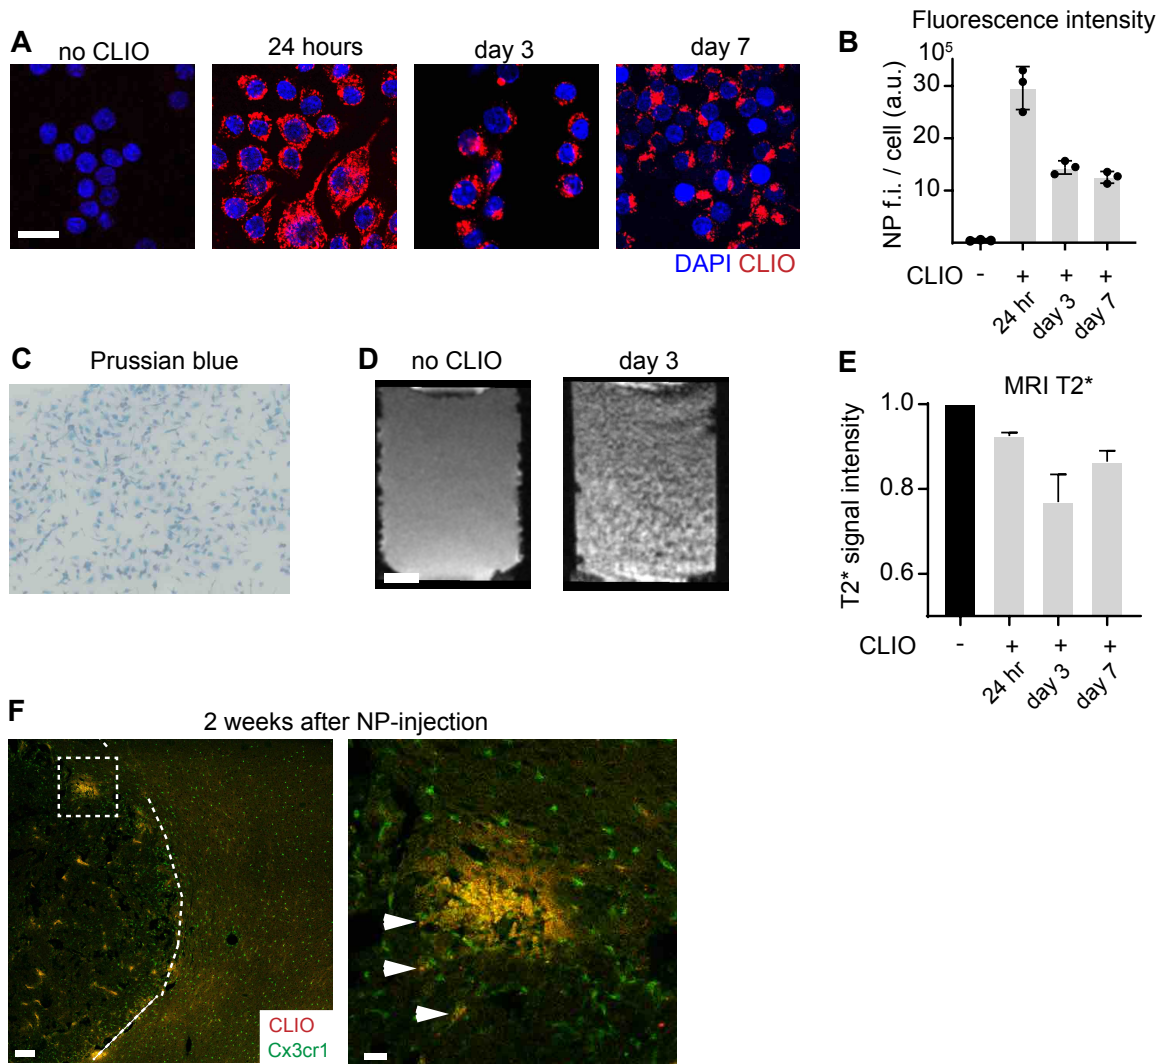 A
no CLIO
24 hours
day 3
day 7
DAPI CLIO
B
Fluorescence intensity
NP f.i. / cell (a.u.)
10⁵
30
20
10
CLIO
- + + +
24 hr
day 3
day 7
C
Prussian blue
D
no CLIO
day 3
E
MRI T2*
T2* signal intensity
1.0
0.8
0.6
CLIO
- + + +
24 hr
day 3
day 7
F
2 weeks after NP-injection
CLIO
Cx3cr1